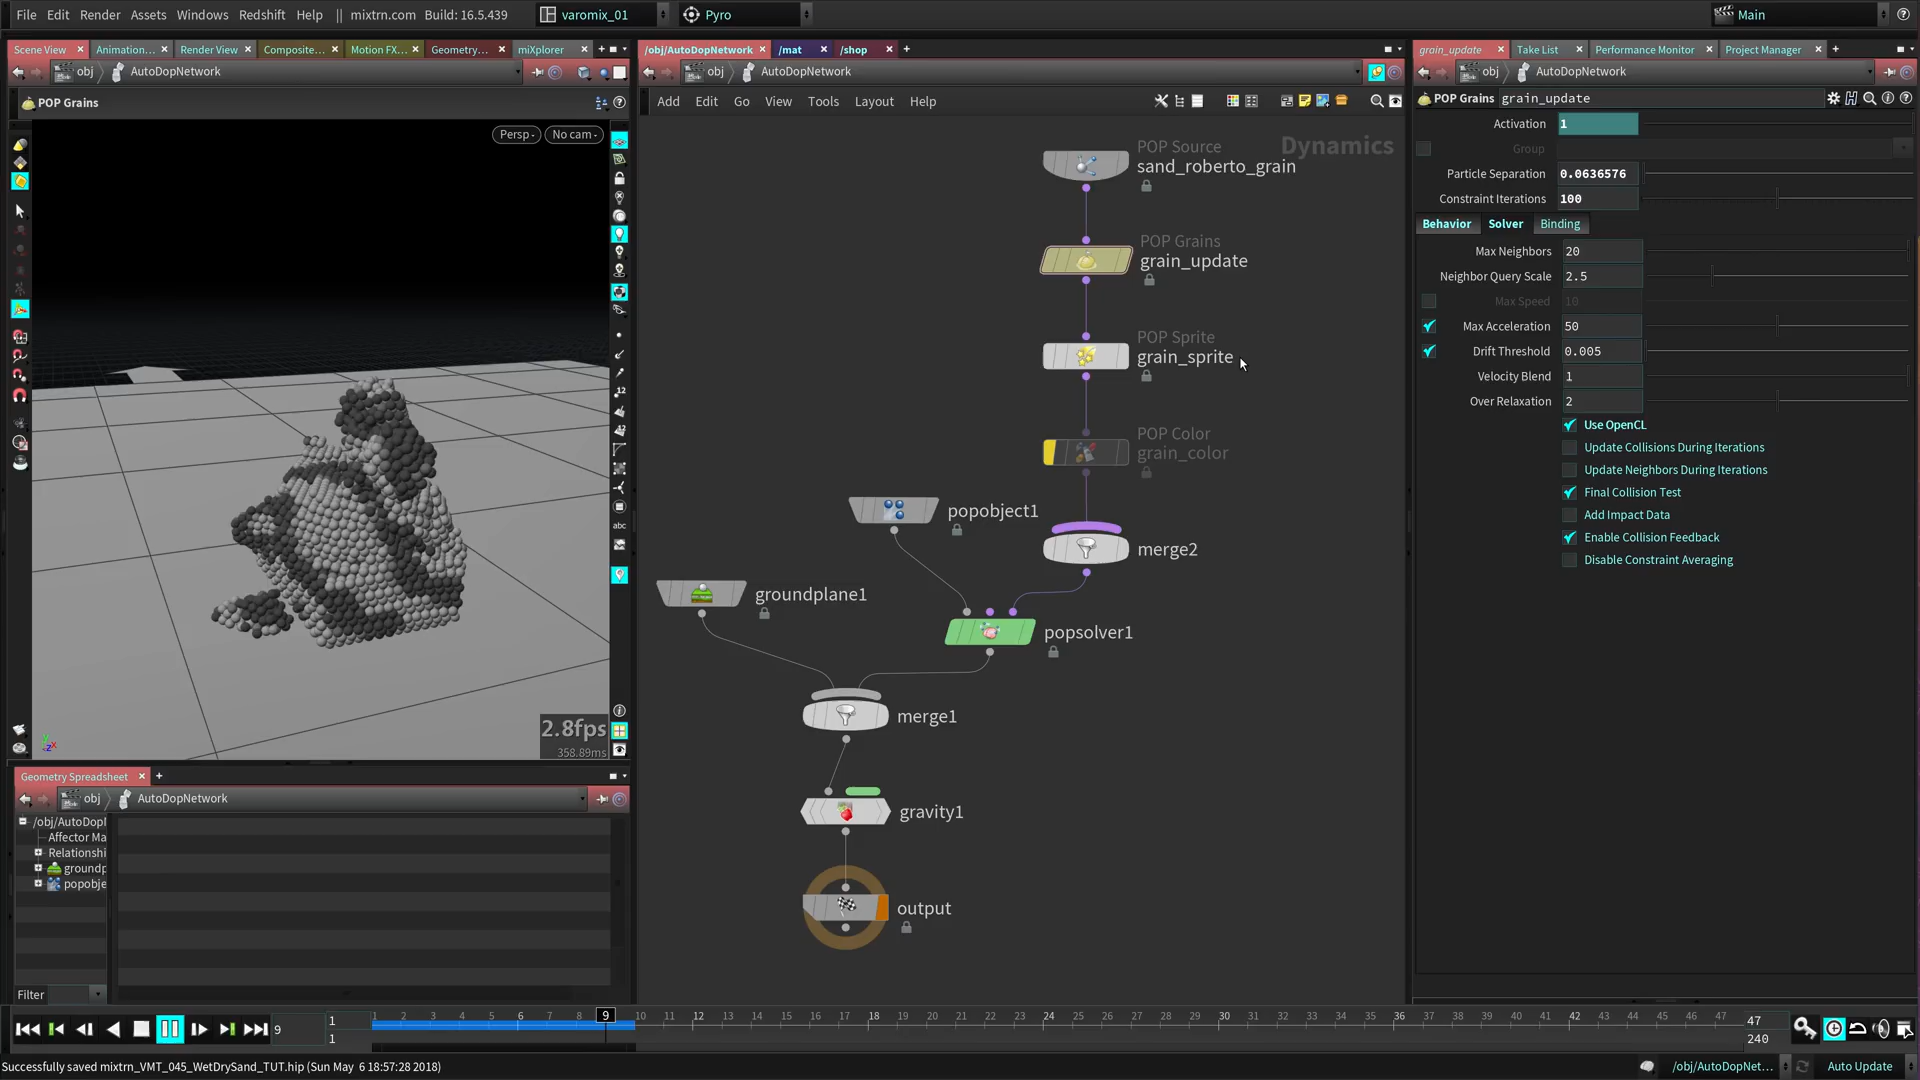 File Edit Render Assets Windows Redshift Help || mixtrn.com Build: 16.5.439 varomix_01 Pyro Main
Scene View Animation... Render View Composite... Motion FX... Geometry... miXplorer
obj AutoDopNetwork
POP Grains
Persp No cam
2.8fps
358.89ms
Geometry Spreadsheet
obj AutoDopNetwork
/obj/AutoDopl
Affector Ma
Relationshi
groundp
popobje
Filter
/obj/AutoDopNetwork /mat /shop
obj AutoDopNetwork
Add Edit Go View Tools Layout Help
Dynamics
POP Source
sand_roberto_grain
POP Grains
grain_update
POP Sprite
grain_sprite
POP Color
grain_color
popobject1
merge2
groundplane1
popsolver1
merge1
gravity1
output
grain_update Take List Performance Monitor Project Manager
obj AutoDopNetwork
POP Grains grain_update
Activation 1
Group
Particle Separation 0.0636576
Constraint Iterations 100
Behavior Solver Binding
Max Neighbors 20
Neighbor Query Scale 2.5
Max Speed 10
Max Acceleration 50
Drift Threshold 0.005
Velocity Blend 1
Over Relaxation 2
Use OpenCL
Update Collisions During Iterations
Update Neighbors During Iterations
Final Collision Test
Add Impact Data
Enable Collision Feedback
Disable Constraint Averaging
9 1 1 1 2 3 4 5 6 7 8 9 10 11 12 13 14 15 16 17 18 19 20 21 22 23 24 25 26 27 28 29 30 31 32 33 34 35 36 37 38 39 40 41 42 43 44 45 46 47 47 240
Successfully saved mixtrn_VMT_045_WetDrySand_TUT.hip (Sun May 6 18:57:28 2018) /obj/AutoDopNet... Auto Update